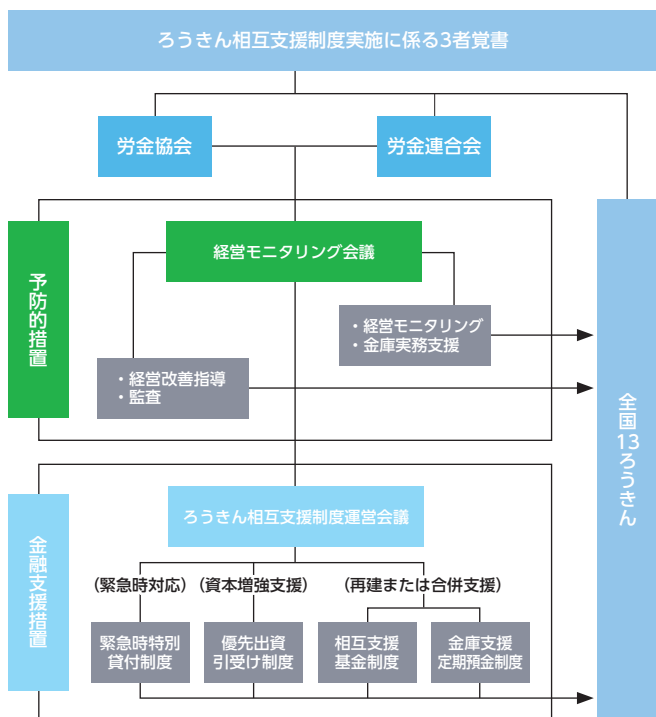 ろうきん相互支援制度実施に係る3者覚書
労金協会
労金連合会
予防的措置
経営モニタリング会議
・経営モニタリング
・金庫実務支援
・経営改善指導
・監査
全国13ろうきん
金融支援措置
ろうきん相互支援制度運営会議
（緊急時対応）
（資本増強支援）
（再建または合併支援）
緊急時特別
貸付制度
優先出資
引受け制度
相互支援
基金制度
金庫支援
定期預金制度